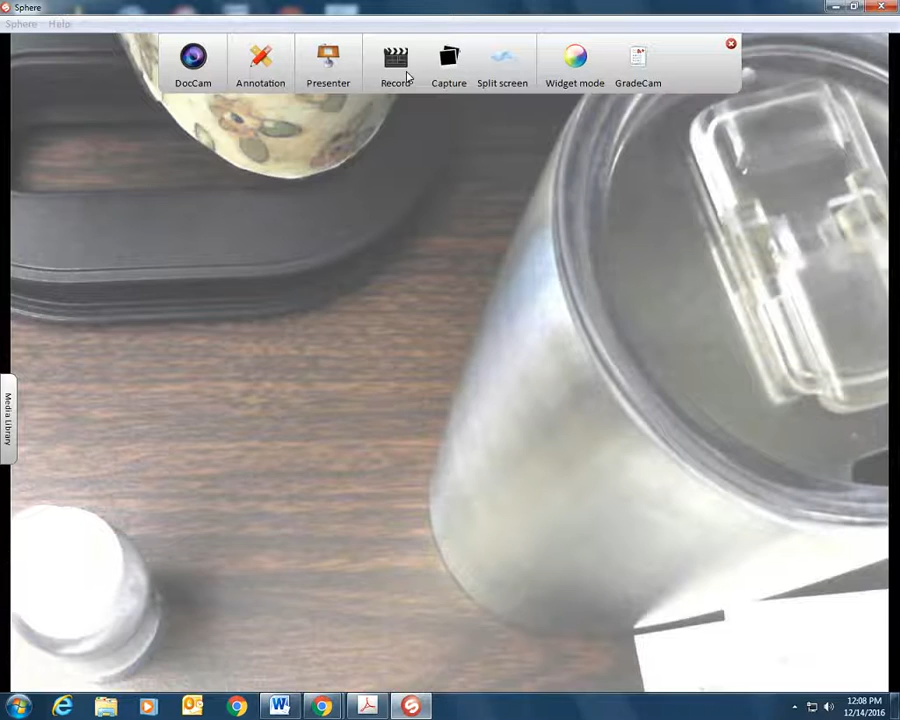 Sphere
Sphere Help
DocCam Annotation Presenter Record Capture Split screen Widget mode GradeCam
Media Library
12:08 PM
12/14/2016